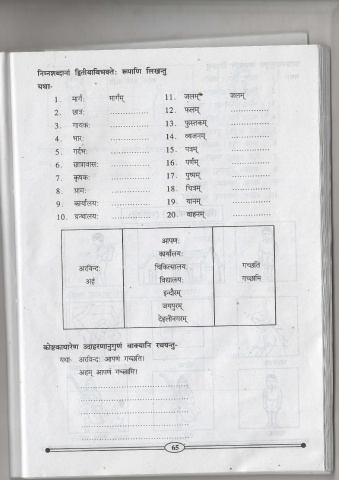 निम्नशब्दानां द्वितीयाविभक्तेः रूपाणि लिखन्तु
यथा-
1. मार्गः मार्गम् 11. जलम् जलम्
2. छात्रः .............. 12. फलम् ..............
3. गायकः .............. 13. पुस्तकम् ..............
4. भारः .............. 14. व्यजनम् ..............
5. गर्दभः .............. 15. पत्रम् ..............
6. छात्रावासः .............. 16. पर्णम् ..............
7. कृषकः .............. 17. पुष्पम् ..............
8. ग्रामः .............. 18. चित्रम् ..............
9. कार्यालयः .............. 19. यानम् ..............
10. ग्रन्थालयः .............. 20. वाहनम् ..............
आपणः
कार्यालयः
अरविन्दः चिकित्सालयः गच्छति
अहं विद्यालयः गच्छामि
इन्दौरम्
जयपुरम्
देहलीनगरम्
कोष्ठकाधारेण उदाहरणानुगुणं वाक्यानि रचयन्तु-
यथा- अरविन्दः आपणं गच्छति।
अहम् आपणं गच्छामि।
65